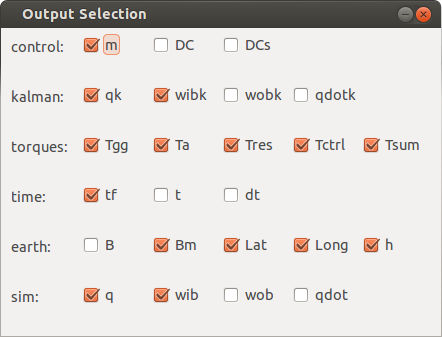 Output Selection
control: m DC DCs
kalman: qk wibk wobk qdotk
torques: Tgg Ta Tres Tctrl Tsum
time: tf t dt
earth: B Bm Lat Long h
sim: q wib wob qdot